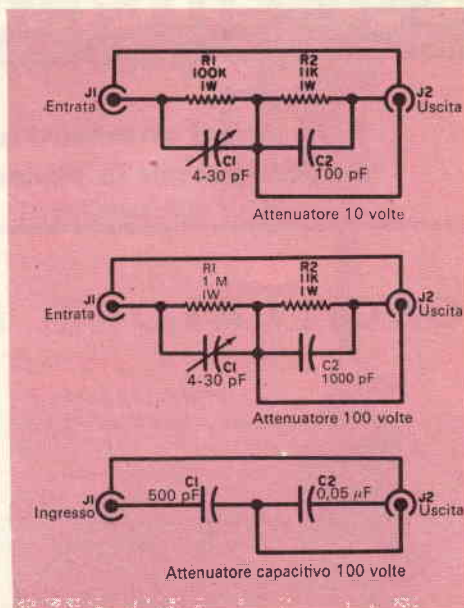 R1
100K
1W
R2
11K
1W
J1
Entrata
J2
Uscita
C1
4-30 pF
C2
100 pF
Attenuatore 10 volte
R1
1 M
1W
R2
11K
1W
J1
Entrata
J2
Uscita
C1
4-30 pF
C2
1000 pF
Attenuatore 100 volte
C1
500 pF
C2
0,05 µF
J1
Ingresso
J2
Uscita
Attenuatore capacitivo 100 volte